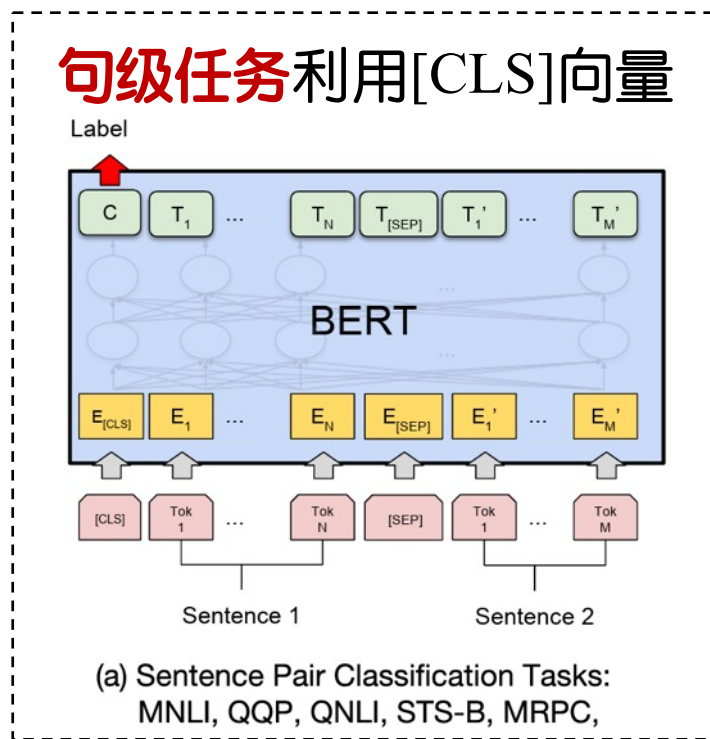 句级任务利用[CLS]向量
Label
C T1 ... TN T[SEP] T1' ... TM'
...
BERT
...
E[CLS] E1 ... EN E[SEP] E1' ... EM'
[CLS] Tok 1 ... Tok N [SEP] Tok 1 ... Tok M
Sentence 1 Sentence 2
(a) Sentence Pair Classification Tasks:
MNLI, QQP, QNLI, STS-B, MRPC,